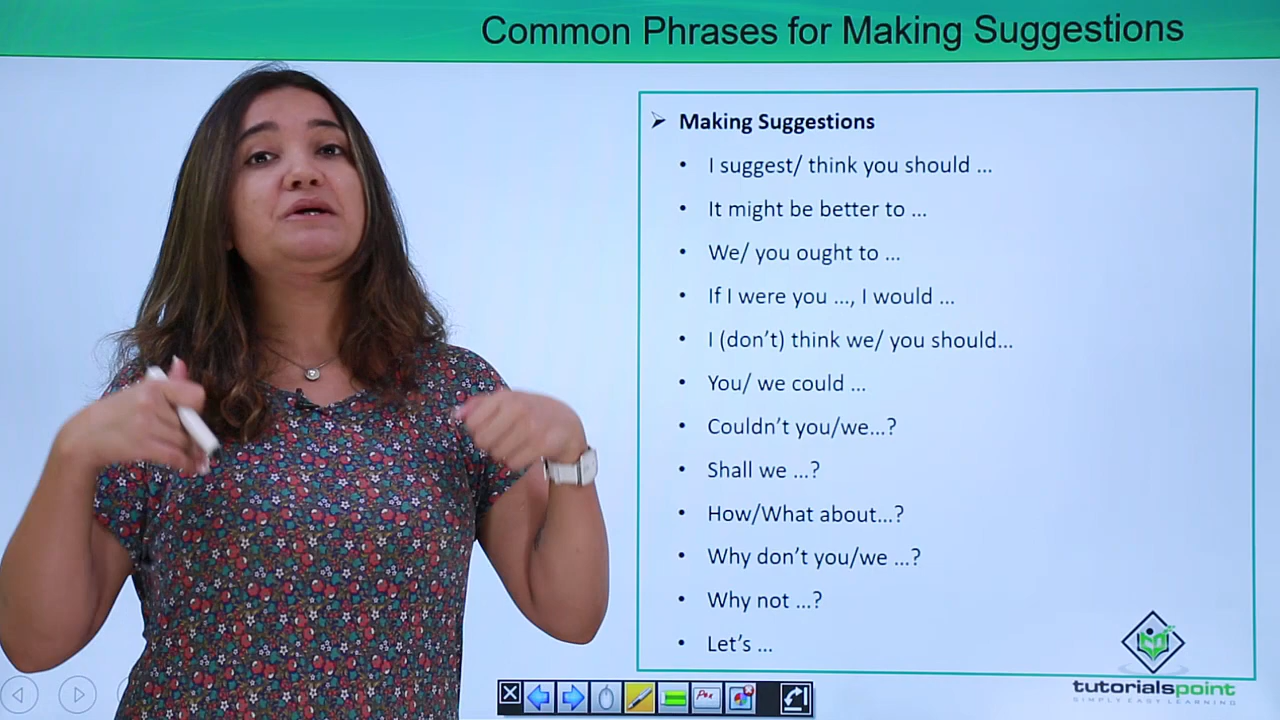 Common Phrases for Making Suggestions
➢ Making Suggestions
• I suggest/ think you should ...
• It might be better to ...
• We/ you ought to ...
• If I were you ..., I would ...
• I (don’t) think we/ you should...
• You/ we could ...
• Couldn’t you/we...?
• Shall we ...?
• How/What about...?
• Why don’t you/we ...?
• Why not ...?
• Let’s ...
tutorialspoint
SIMPLY EASY LEARNING
Pen